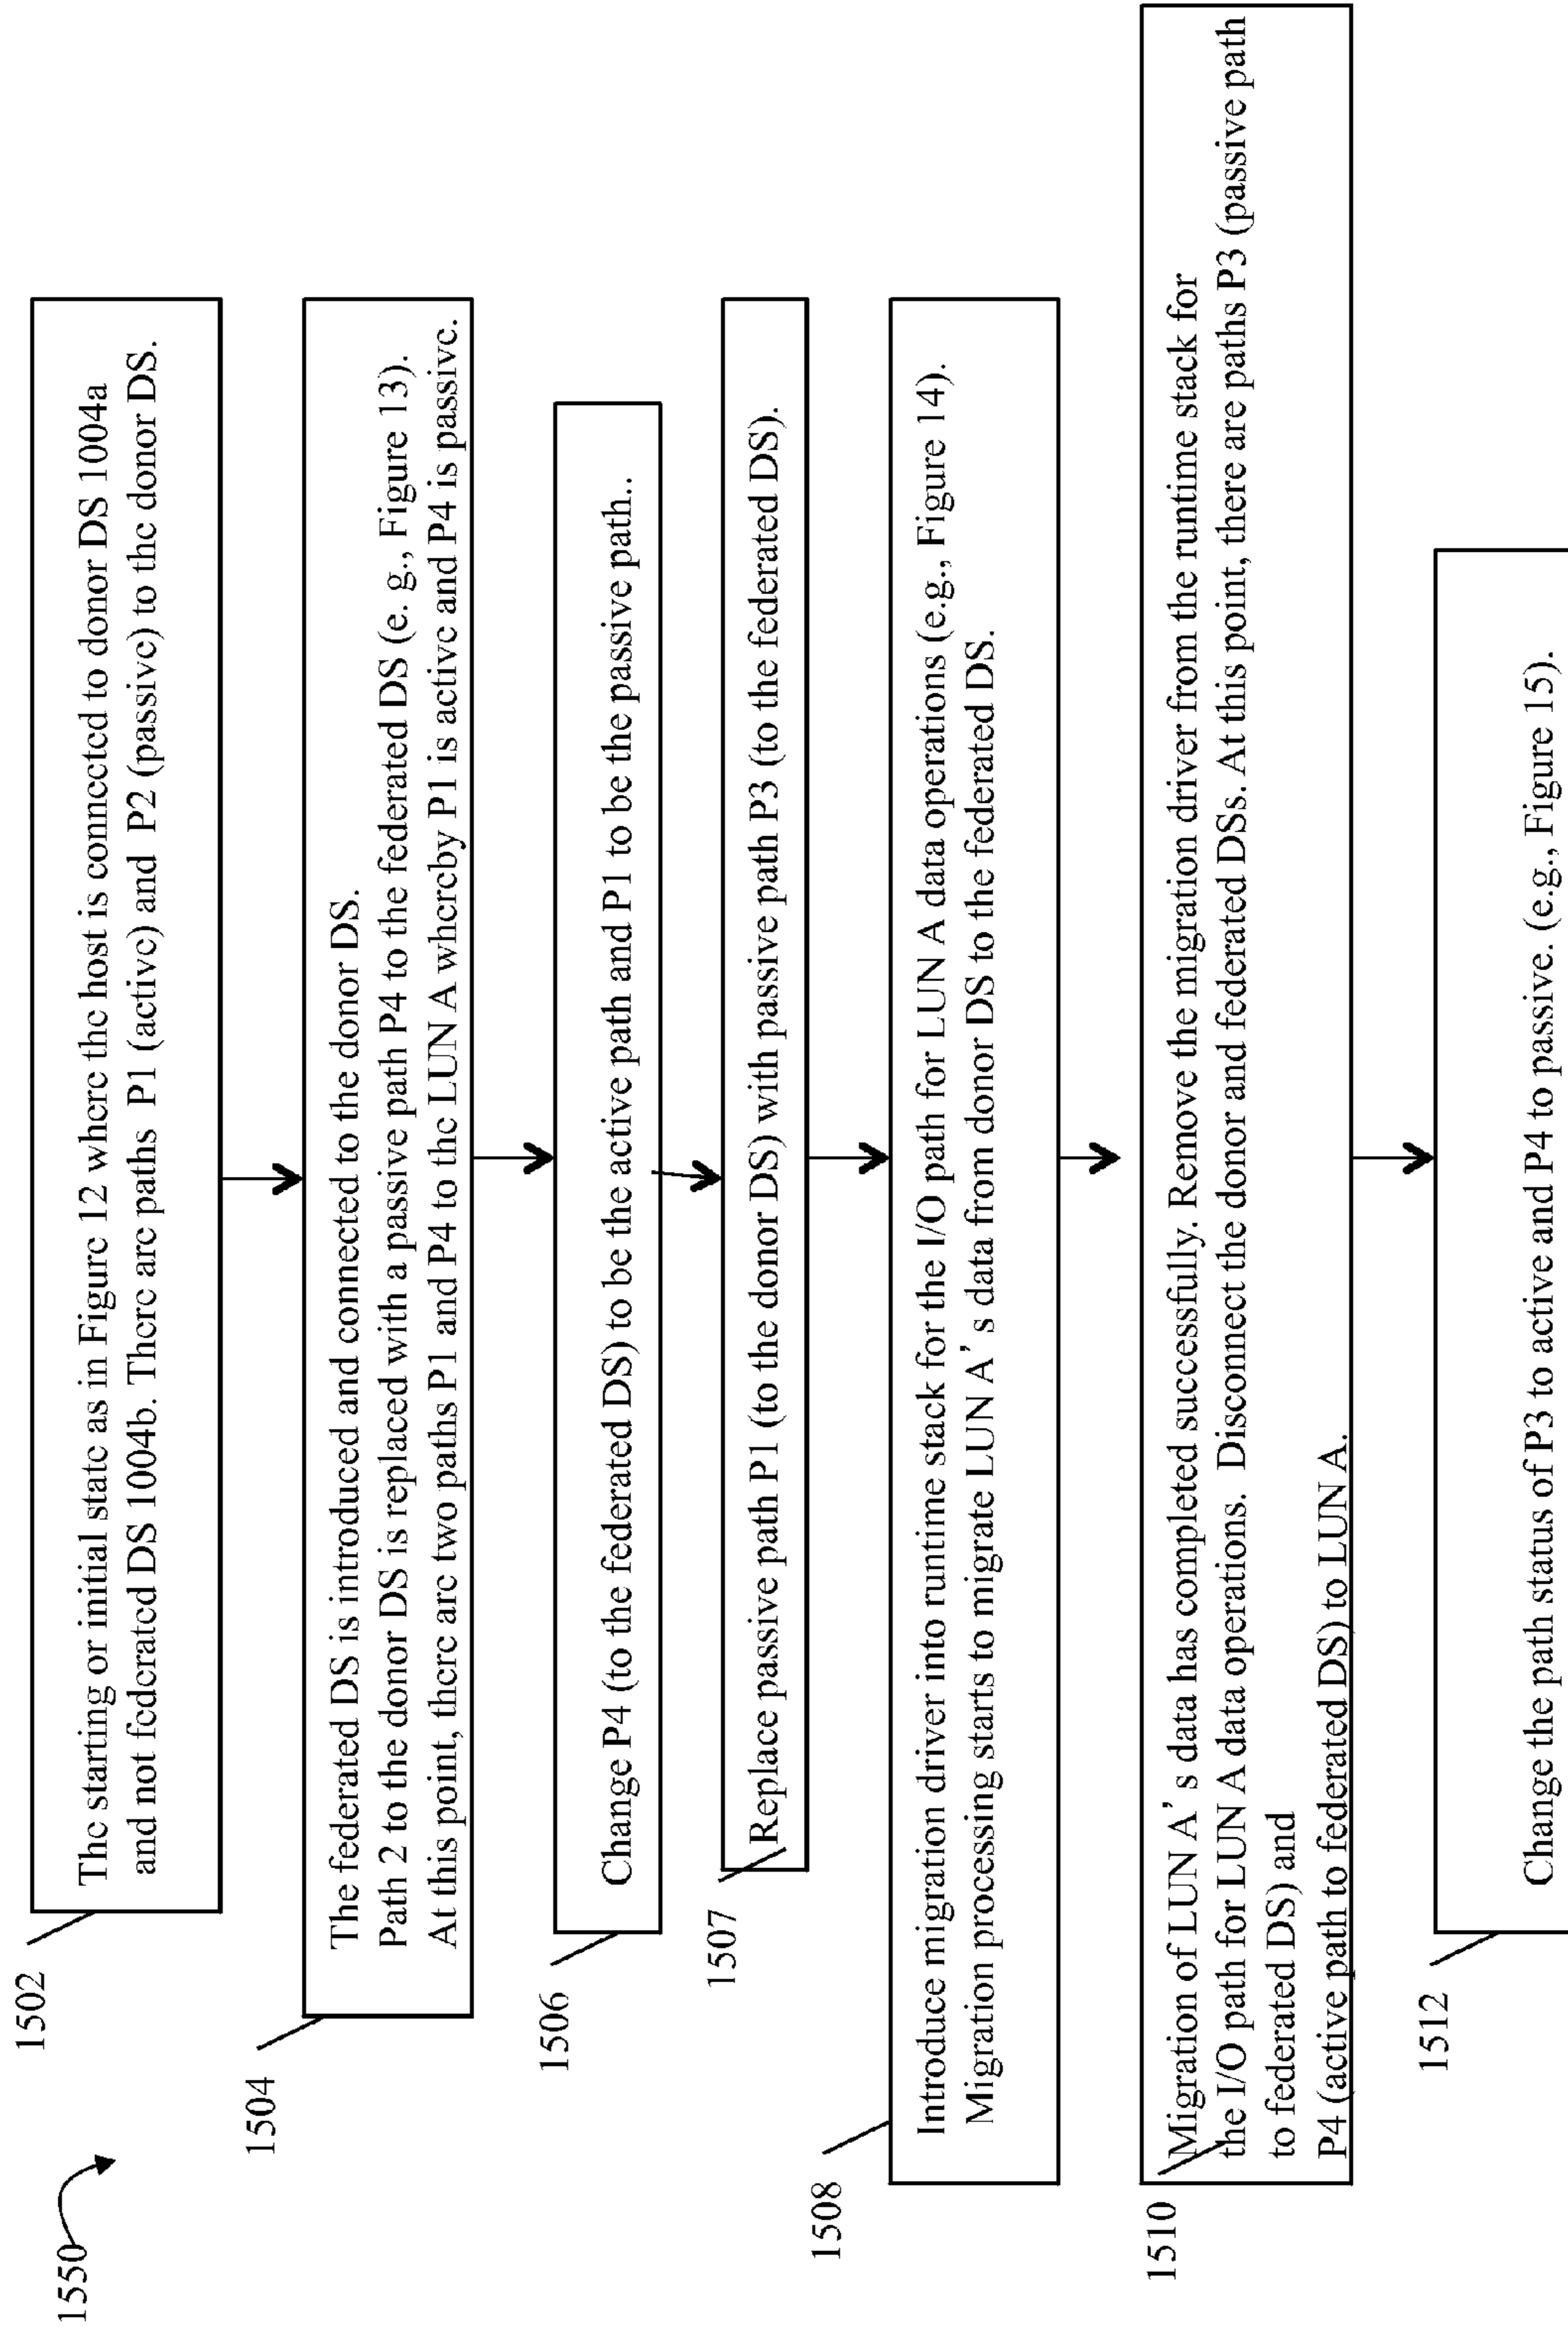 1550
1502
The starting or initial state as in Figure 12 where the host is connected to donor DS 1004a
and not federated DS 1004b. There are paths P1 (active) and P2 (passive) to the donor DS.
1504
The federated DS is introduced and connected to the donor DS.
Path 2 to the donor DS is replaced with a passive path P4 to the federated DS (e. g., Figure 13).
At this point, there are two paths P1 and P4 to the LUN A whereby P1 is active and P4 is passive.
1506
Change P4 (to the federated DS) to be the active path and P1 to be the passive path..
1507
Replace passive path P1 (to the donor DS) with passive path P3 (to the federated DS).
1508
Introduce migration driver into runtime stack for the I/O path for LUN A data operations (e.g., Figure 14).
Migration processing starts to migrate LUN A' s data from donor DS to the federated DS.
1510
Migration of LUN A' s data has completed successfully. Remove the migration driver from the runtime stack for
the I/O path for LUN A data operations. Disconnect the donor and federated DSs. At this point, there are paths P3 (passive path
to federated DS) and
P4 (active path to federated DS) to LUN A.
1512
Change the path status of P3 to active and P4 to passive. (e.g., Figure 15).